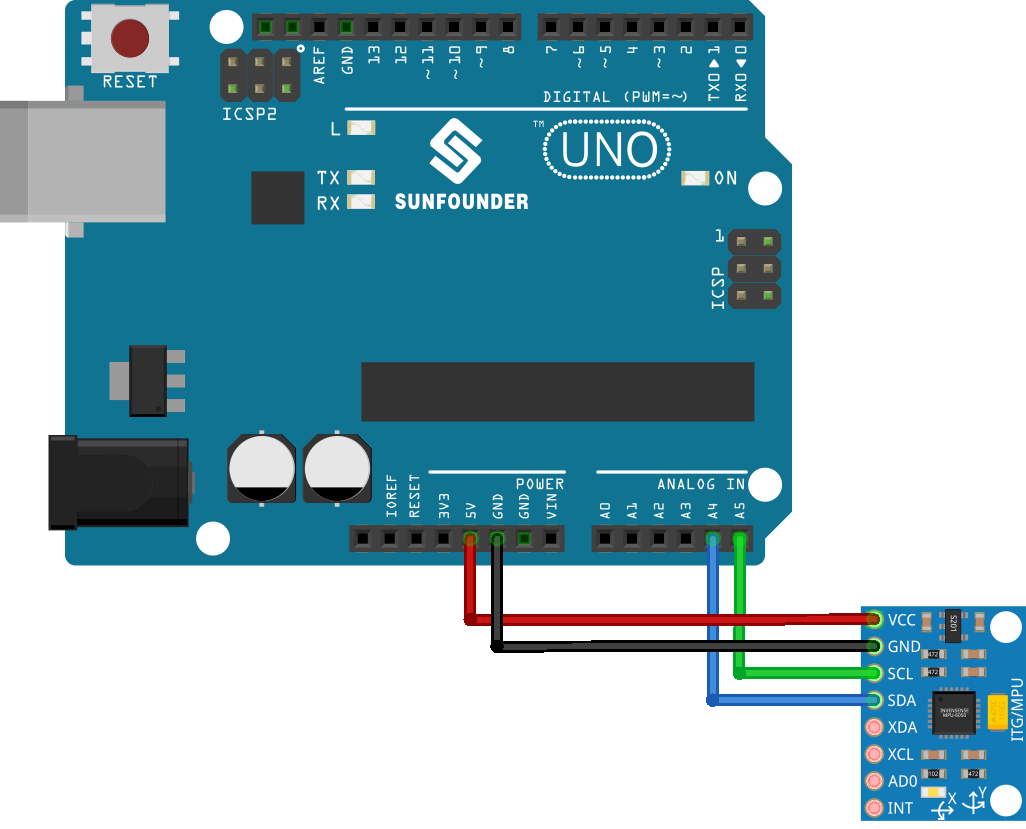 RESET
ICSP2
AREF
GND
13
12
~11
~10
~9
8
7
~6
~5
4
~3
2
TX0▶1
RX0◀0
DIGITAL (PWM=~)
L
TX
RX
SUNFOUNDER
TM
UNO
ON
1
ICSP
IOREF
RESET
3V3
5V
GND
GND
VIN
POWER
A0
A1
A2
A3
A4
A5
ANALOG IN
VCC
GND
SCL
SDA
XDA
XCL
AD0
INT
S201
472
472
INVENSENSE
MPU-6050
102
472
ITG/MPU
X
Y